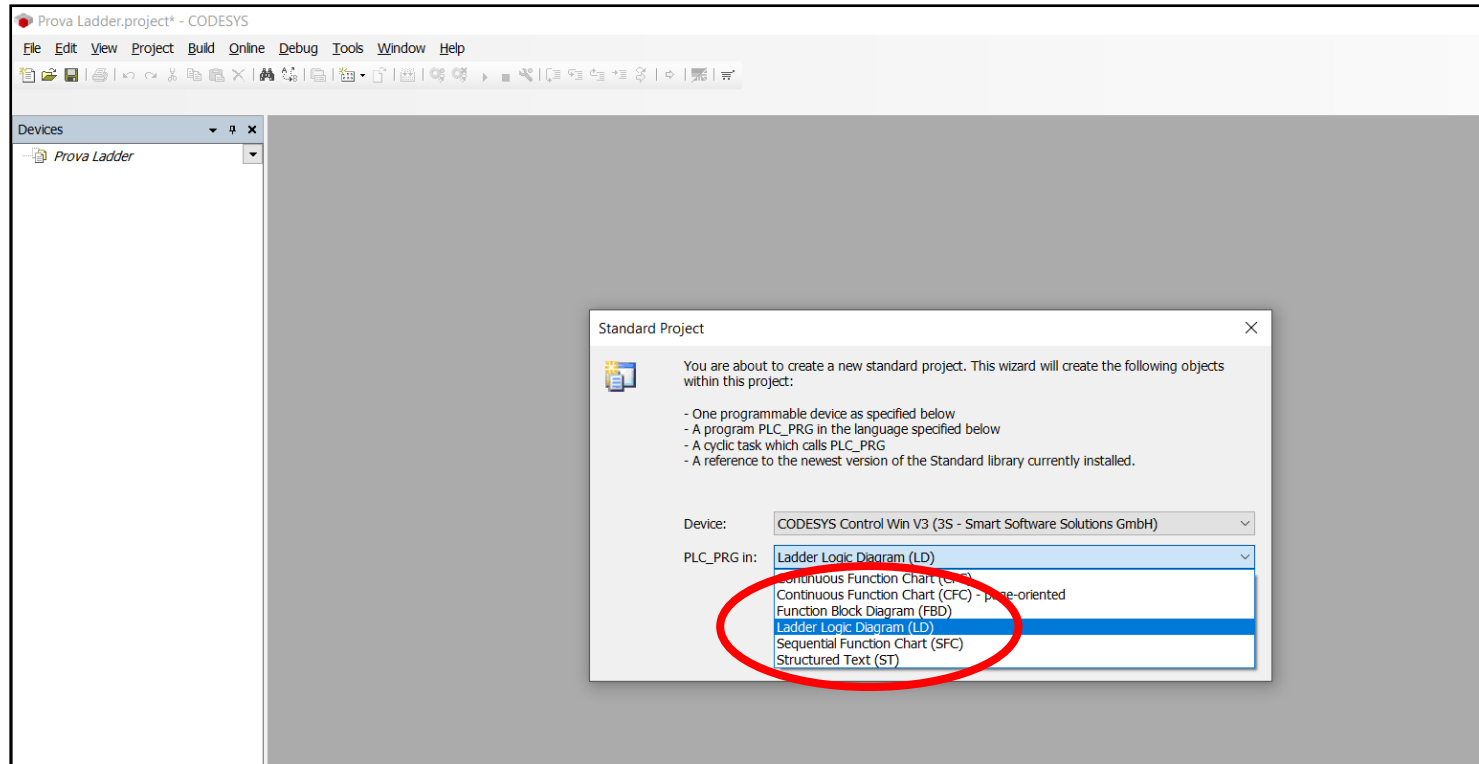 Prova Ladder.project* - CODESYS
File Edit View Project Build Online Debug Tools Window Help
Devices
Prova Ladder
Standard Project
You are about to create a new standard project. This wizard will create the following objects
within this project:
- One programmable device as specified below
- A program PLC_PRG in the language specified below
- A cyclic task which calls PLC_PRG
- A reference to the newest version of the Standard library currently installed.
Device: CODESYS Control Win V3 (3S - Smart Software Solutions GmbH)
PLC_PRG in: Ladder Logic Diagram (LD)
Continuous Function Chart (CFC)
Continuous Function Chart (CFC) - page-oriented
Function Block Diagram (FBD)
Ladder Logic Diagram (LD)
Sequential Function Chart (SFC)
Structured Text (ST)